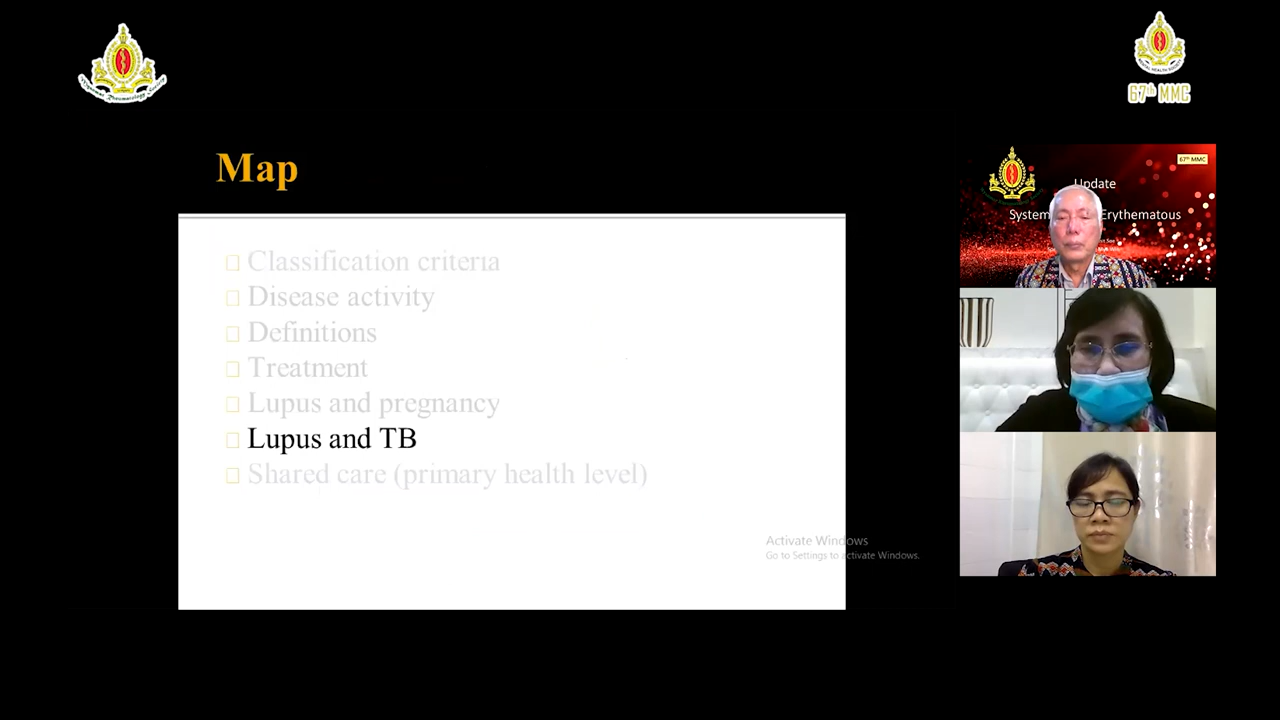 67th MMC
Map
Classification criteria
Disease activity
Definitions
Treatment
Lupus and pregnancy
Lupus and TB
Shared care (primary health level)
Activate Windows
Go to Settings to activate Windows.
67th MMC
Update
System Erythematous